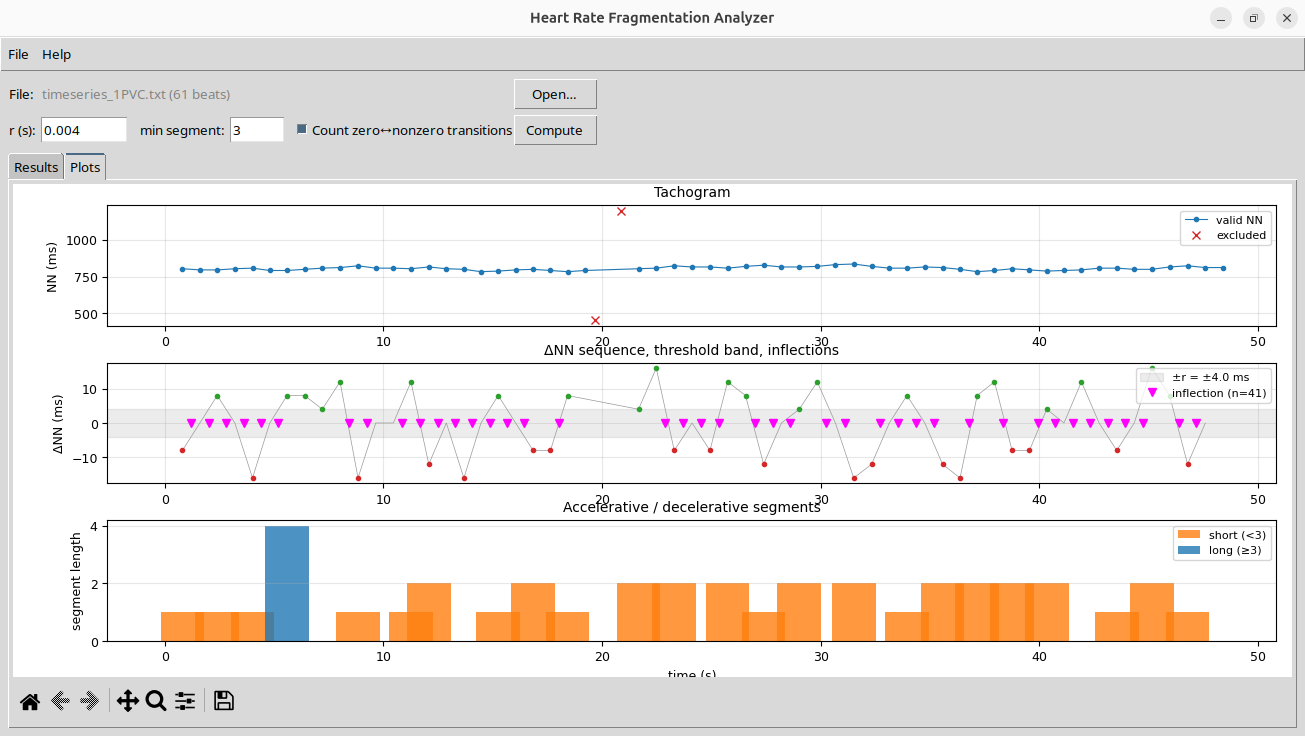 Heart Rate Fragmentation Analyzer
File Help
File: timeseries_1PVC.txt (61 beats) Open...
r (s): 0.004 min segment: 3 Count zero↔nonzero transitions Compute
Results Plots
Tachogram
NN (ms)
1000
750
500
valid NN
excluded
0 10 20 30 40 50
ΔNN sequence, threshold band, inflections
ΔNN (ms)
10
0
−10
±r = ±4.0 ms
inflection (n=41)
0 10 20 30 40 50
Accelerative / decelerative segments
segment length
4
2
0
short (<3)
long (≥3)
0 10 20 30 40 50
time (s)